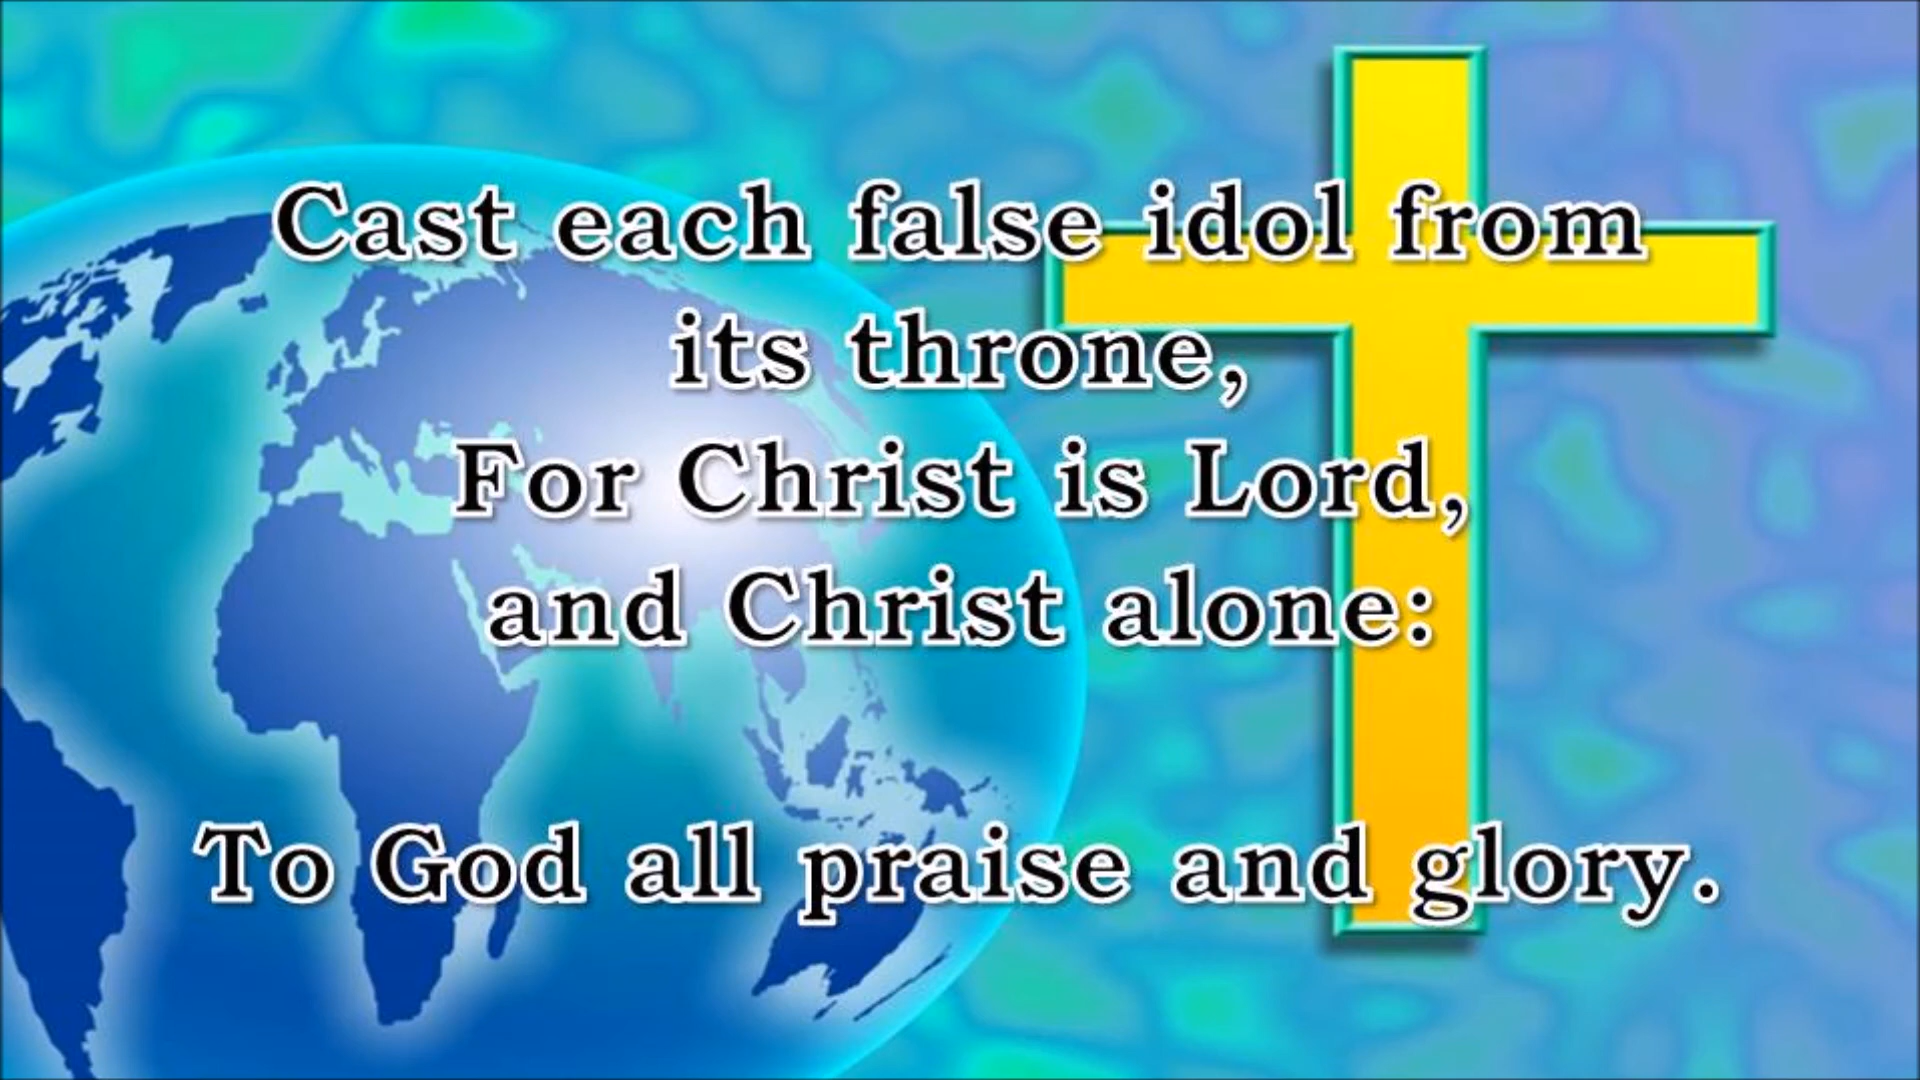 Cast each false idol from
its throne,
For Christ is Lord,
and Christ alone:
To God all praise and glory.